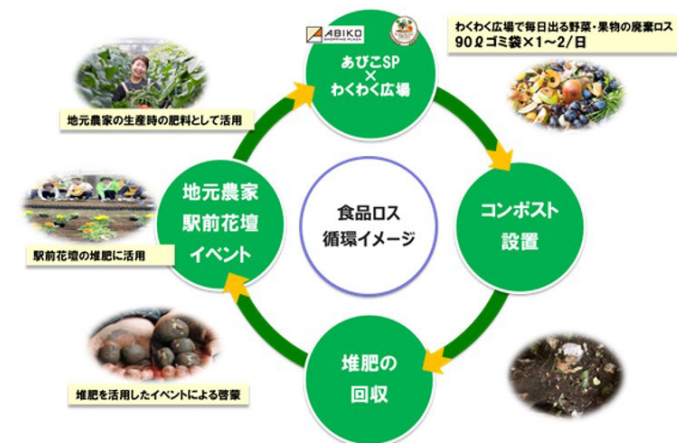 ABIKO
SHOPPING PLAZA
あびこSP
×
わくわく広場
わくわく広場で毎日出る野菜・果物の廃棄ロス
90ℓゴミ袋×1～2/日
地元農家の生産時の肥料として活用
地元農家
駅前花壇
イベント
食品ロス
循環イメージ
コンポスト
設置
駅前花壇の堆肥に活用
堆肥の
回収
堆肥を活用したイベントによる啓蒙